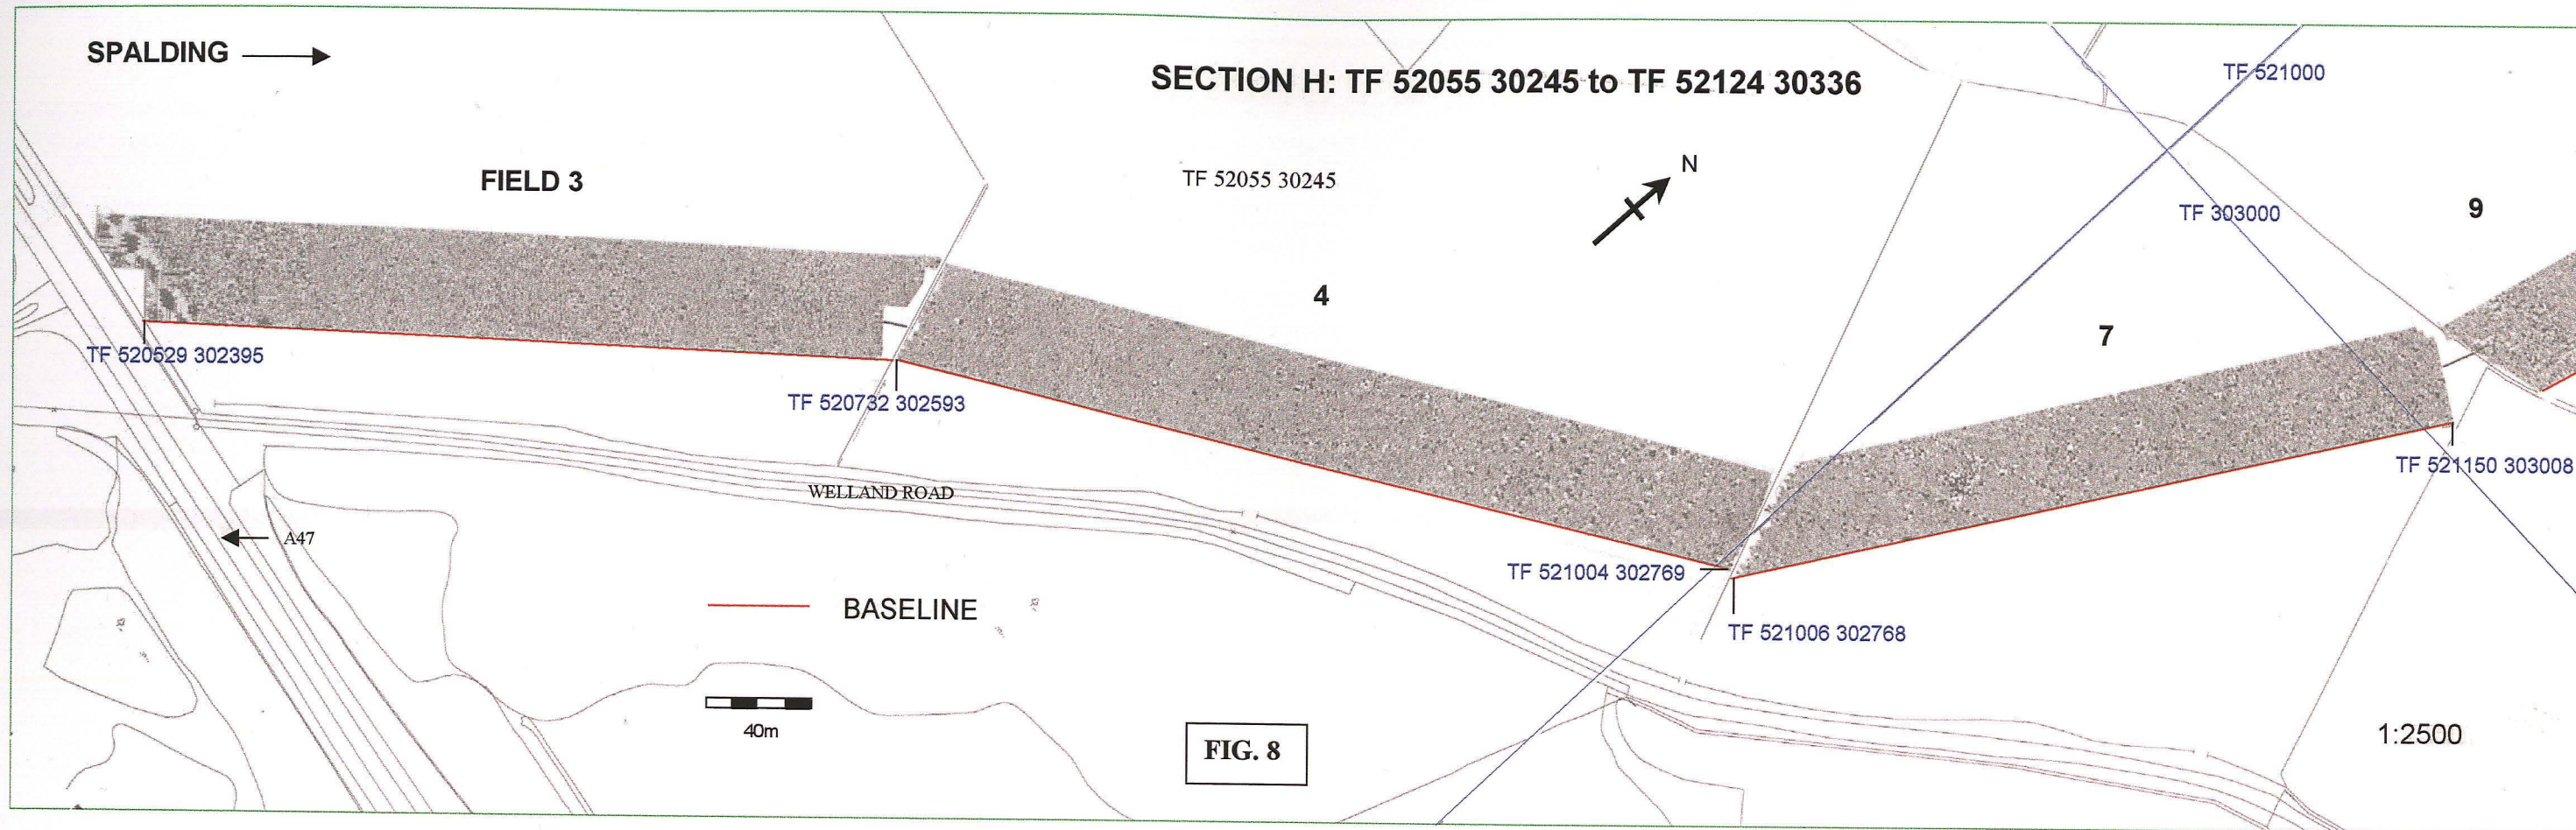 SPALDING
SECTION H: TF 52055 30245 to TF 52124 30336
TF 521000
FIELD 3
TF 52055 30245
N
TF 303000
9
4
7
TF 520529 302395
TF 520732 302593
TF 521150 303008
WELLAND ROAD
A47
TF 521004 302769
BASELINE
TF 521006 302768
40m
FIG. 8
1:2500